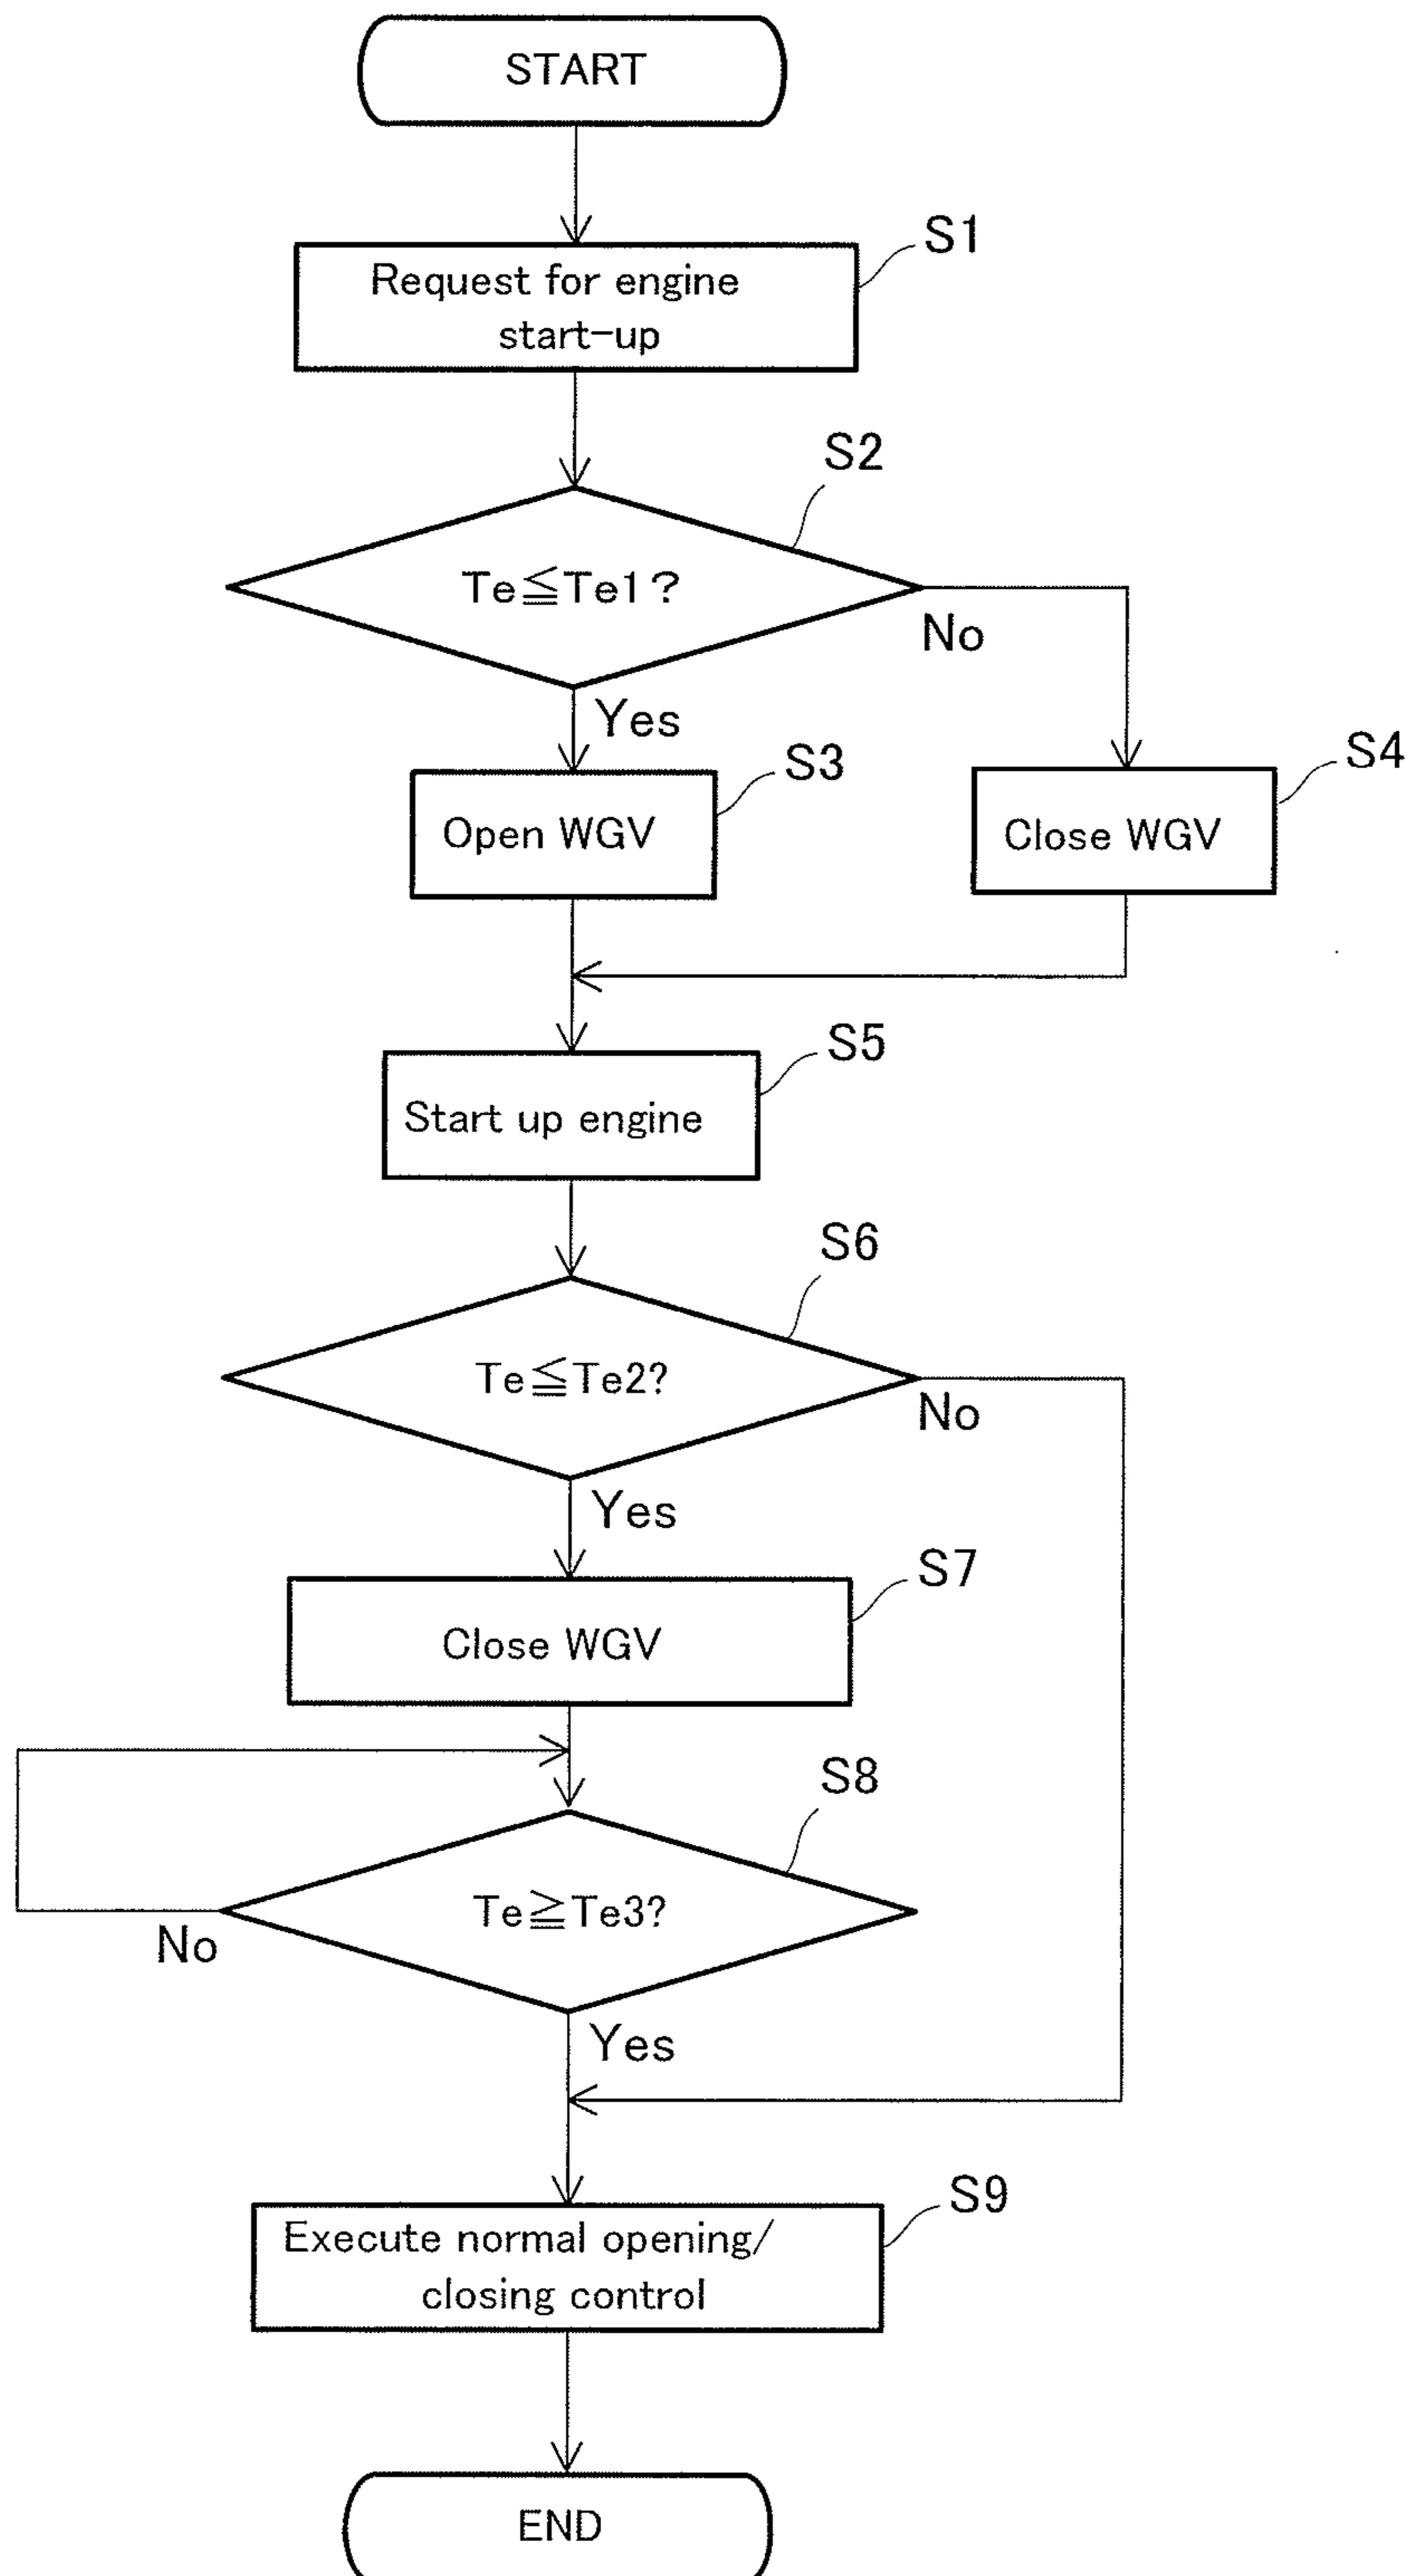 START
S1
Request for engine
start-up
S2
Te≦Te1?
No
Yes
S3
Open WGV
S4
Close WGV
S5
Start up engine
S6
Te≦Te2?
No
Yes
S7
Close WGV
S8
Te≧Te3?
No
Yes
S9
Execute normal opening/
closing control
END